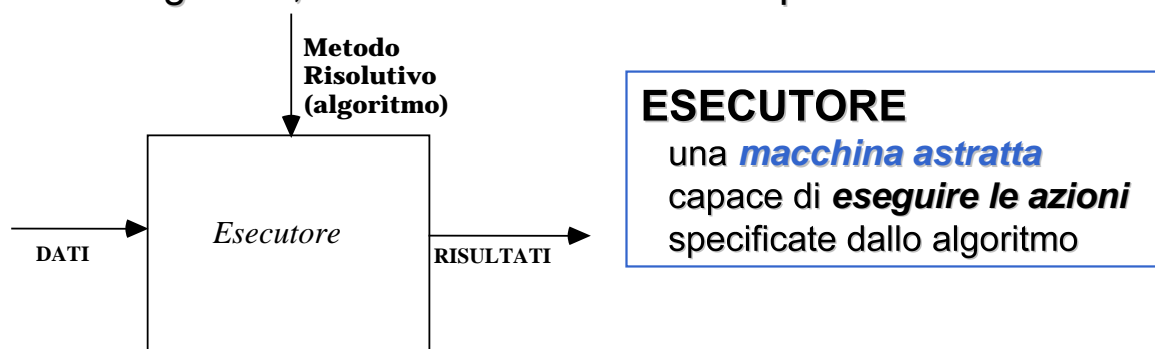 Metodo
Risolutivo
(algoritmo)
ESECUTORE
una macchina astratta
capace di eseguire le azioni
specificate dallo algoritmo
Esecutore
DATI
RISULTATI